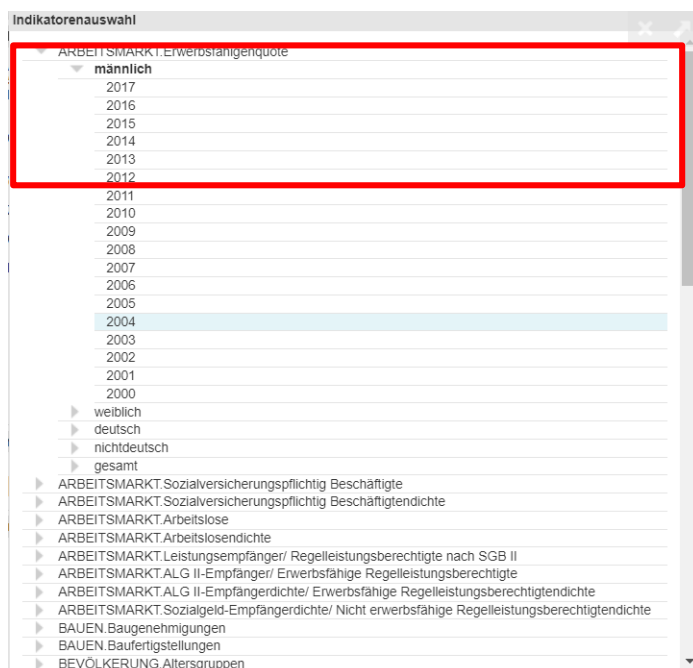 Indikatorenauswahl
ARBEITSMARKT.Erwerbsfähigenquote
männlich
2017
2016
2015
2014
2013
2012
2011
2010
2009
2008
2007
2006
2005
2004
2003
2002
2001
2000
weiblich
deutsch
nichtdeutsch
gesamt
ARBEITSMARKT.Sozialversicherungspflichtig Beschäftigte
ARBEITSMARKT.Sozialversicherungspflichtig Beschäftigtendichte
ARBEITSMARKT.Arbeitslose
ARBEITSMARKT.Arbeitslosendichte
ARBEITSMARKT.Leistungsempfänger/ Regelleistungsberechtigte nach SGB II
ARBEITSMARKT.ALG II-Empfänger/ Erwerbsfähige Regelleistungsberechtigte
ARBEITSMARKT.ALG II-Empfängerdichte/ Erwerbsfähige Regelleistungsberechtigtendichte
ARBEITSMARKT.Sozialgeld-Empfängerdichte/ Nicht erwerbsfähige Regelleistungsberechtigtendichte
BAUEN.Baugenehmigungen
BAUEN.Baufertigstellungen
BEVÖLKERUNG.Altersgruppen